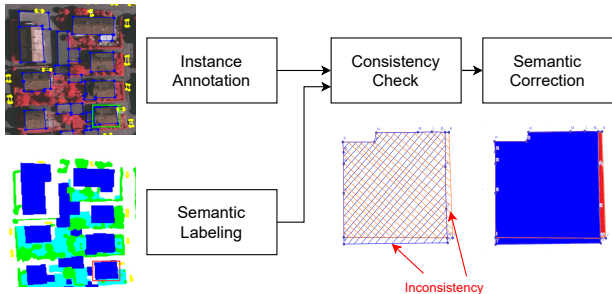 Instance
Annotation
Consistency
Check
Semantic
Correction
Semantic
Labeling
Inconsistency